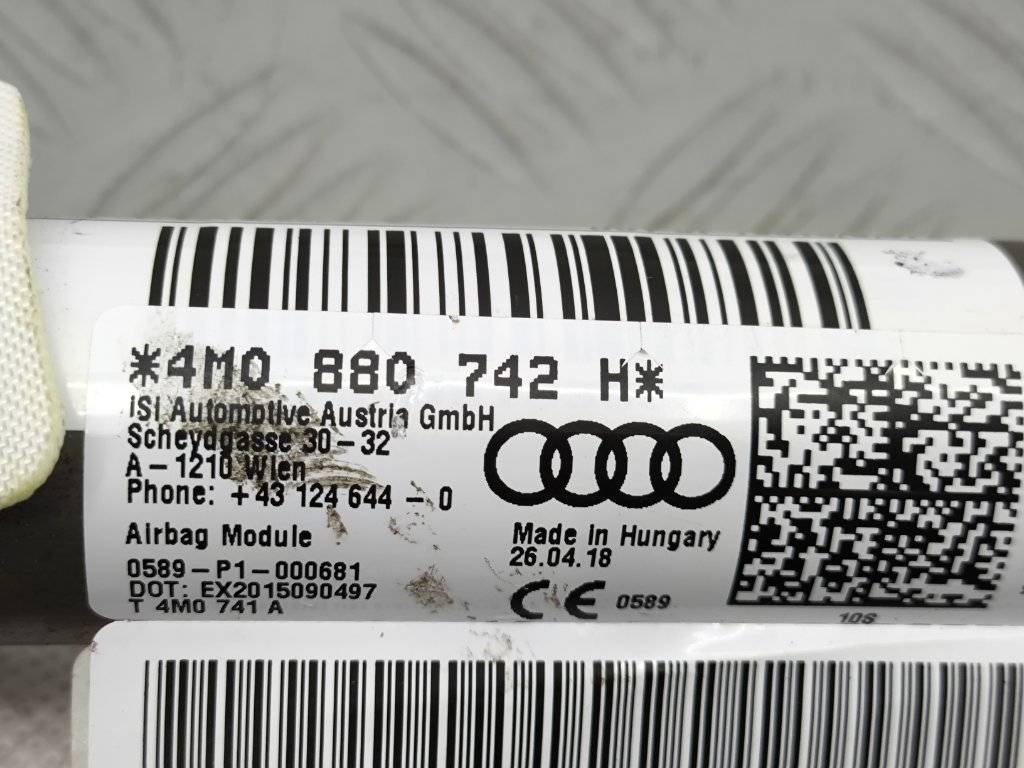 *4M0 880 742 H*
iSi Automotive Austria GmbH
Scheydgasse 30-32
A-1210 Wien
Phone: +43 124 644 - 0
Airbag Module
0589-P1-000681
DOT: EX2015090497
T 4M0 741 A
Made in Hungary
26.04.18
CE 0589
10S